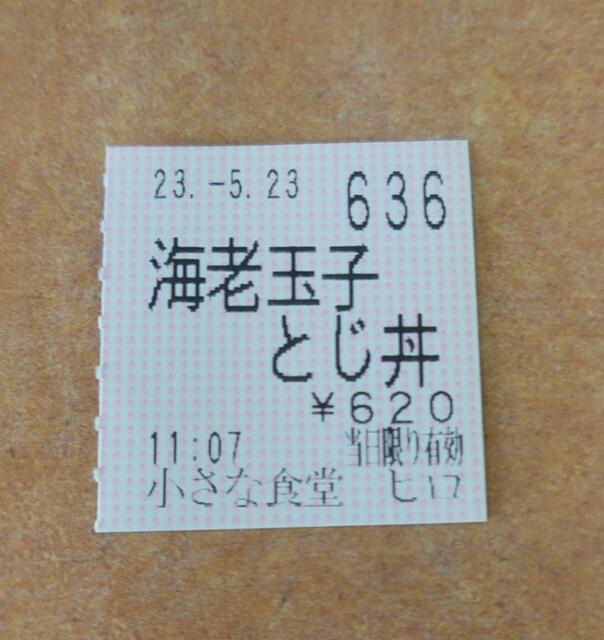 23.-5.23 636
海老玉子
とじ丼
¥620
11:07 当日限り有効
小さな食堂 ヒロ